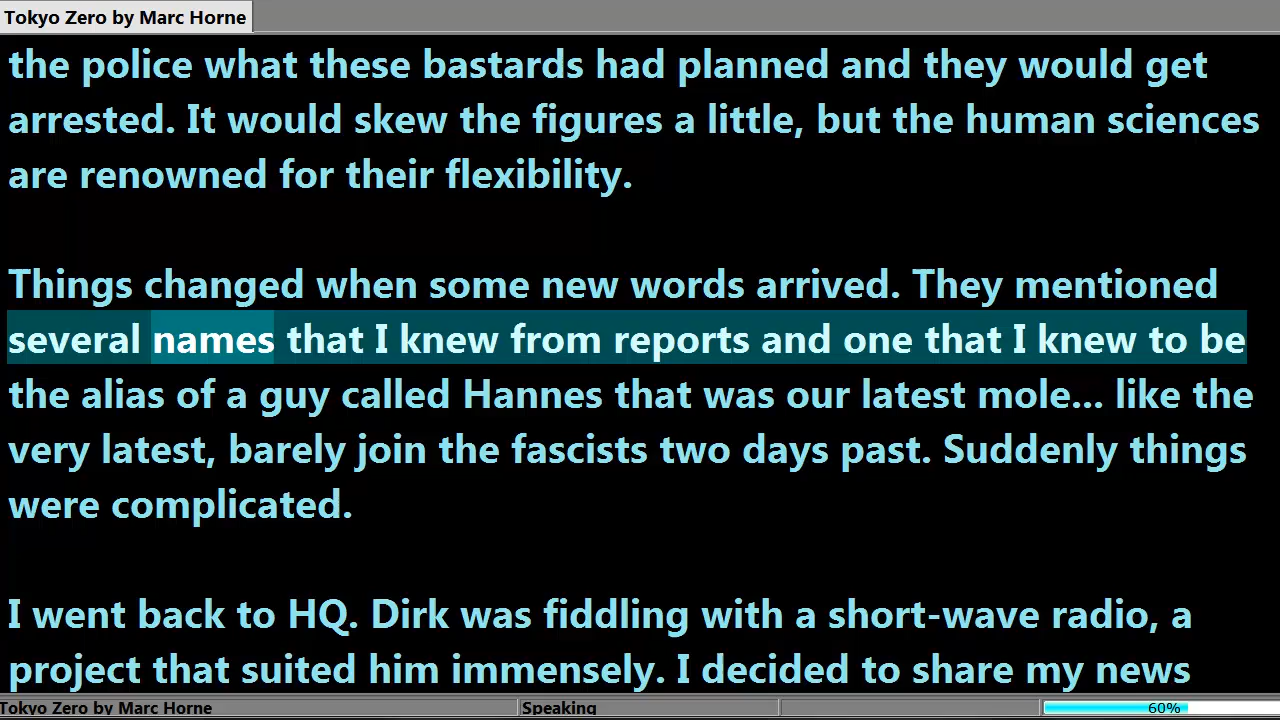 Tokyo Zero by Marc Horne
the police what these bastards had planned and they would get
arrested. It would skew the figures a little, but the human sciences
are renowned for their flexibility.
Things changed when some new words arrived. They mentioned
several names that I knew from reports and one that I knew to be
the alias of a guy called Hannes that was our latest mole... like the
very latest, barely join the fascists two days past. Suddenly things
were complicated.
I went back to HQ. Dirk was fiddling with a short-wave radio, a
project that suited him immensely. I decided to share my news
Tokyo Zero by Marc Horne Speaking 60%